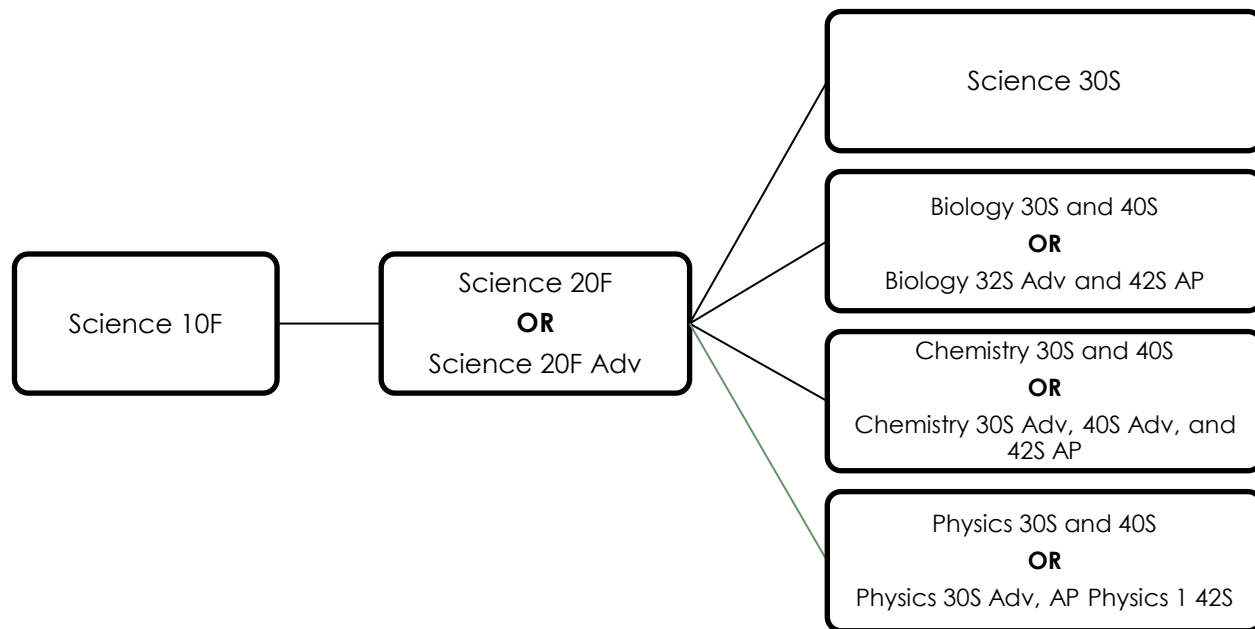 Science 10F
Science 20F
OR
Science 20F Adv
Science 30S
Biology 30S and 40S
OR
Biology 32S Adv and 42S AP
Chemistry 30S and 40S
OR
Chemistry 30S Adv, 40S Adv, and
42S AP
Physics 30S and 40S
OR
Physics 30S Adv, AP Physics 1 42S